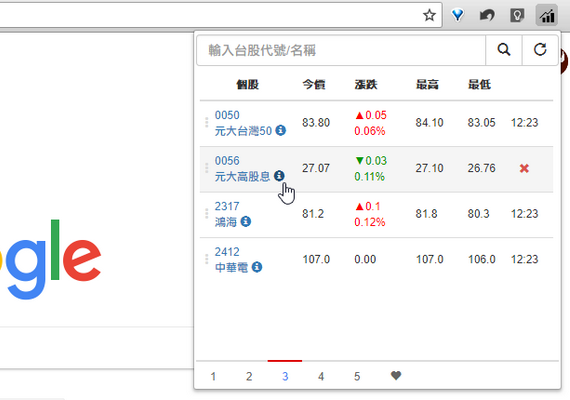 輸入台股代號/名稱
個股 今價 漲跌 最高 最低
0050 元大台灣50 83.80 ▲0.05 0.06% 84.10 83.05 12:23
0056 元大高股息 27.07 ▼0.03 0.11% 27.10 26.76
2317 鴻海 81.2 ▲0.1 0.12% 81.8 80.3 12:23
2412 中華電 107.0 0.00 107.0 106.0 12:23
ogle
1 2 3 4 5